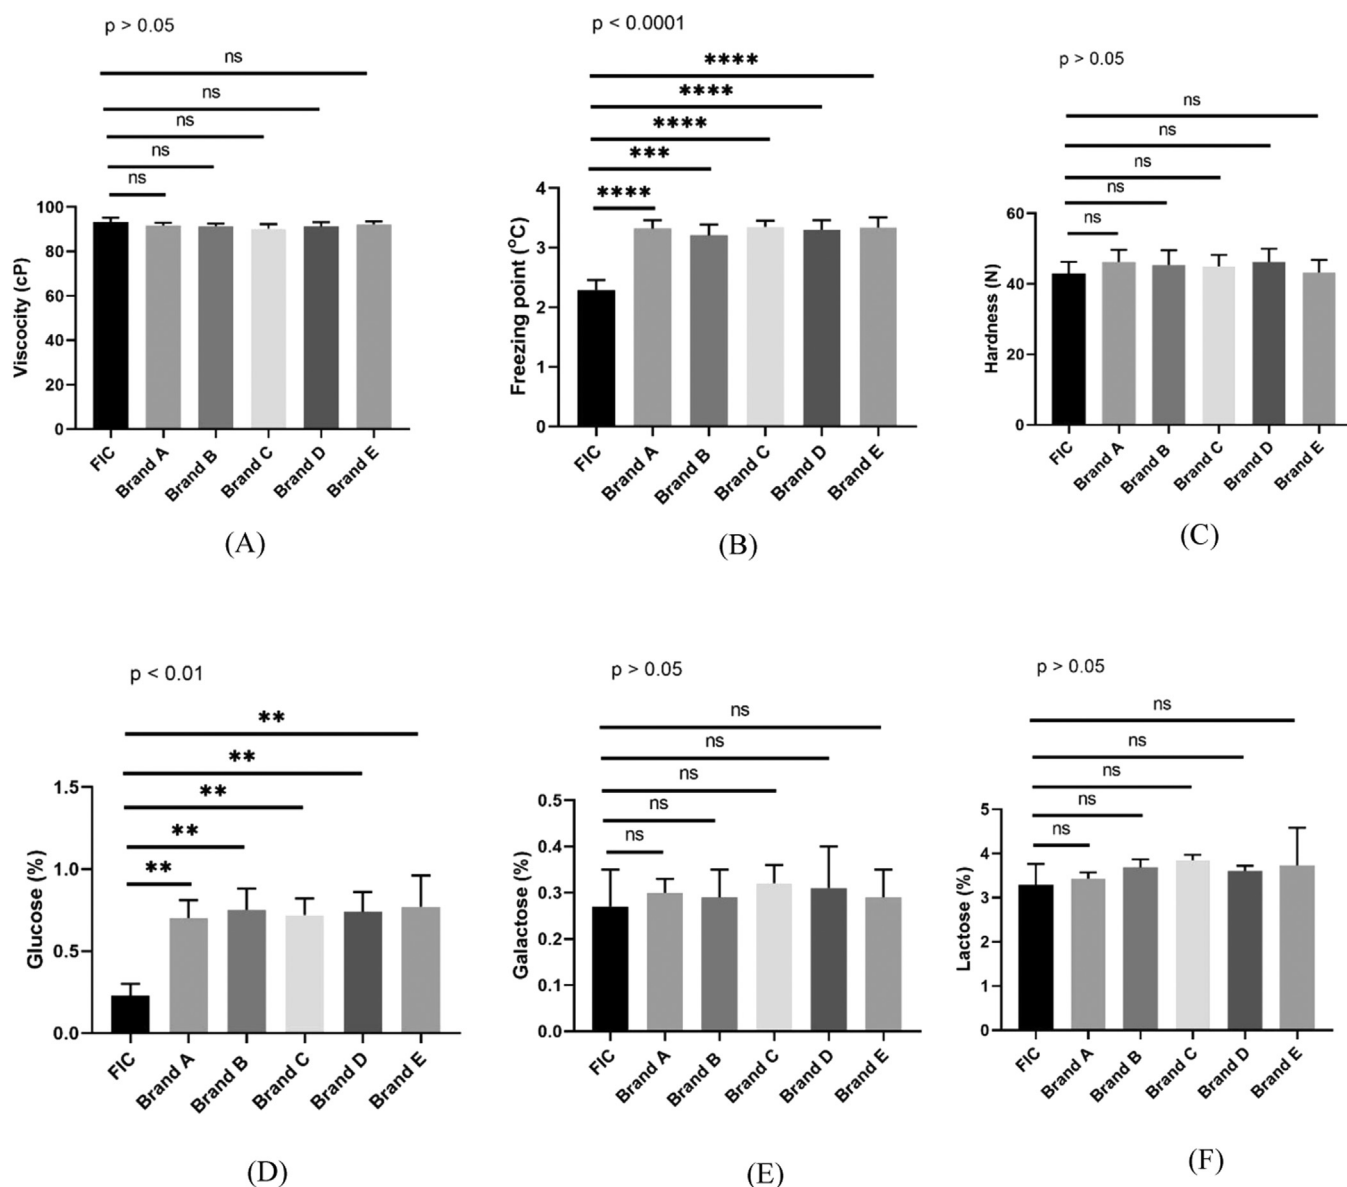 p > 0.05
ns
ns
ns
ns
ns
Viscocity (cP)
100
80
60
40
20
0
FIC
Brand A
Brand B
Brand C
Brand D
Brand E
(A)
p < 0.0001
****
****
****
***
****
Freezing point (°C)
4
3
2
1
0
FIC
Brand A
Brand B
Brand C
Brand D
Brand E
(B)
p > 0.05
ns
ns
ns
ns
ns
Hardness (N)
60
40
20
0
FIC
Brand A
Brand B
Brand C
Brand D
Brand E
(C)
p < 0.01
**
**
**
**
**
Glucose (%)
1.5
1.0
0.5
0.0
FIC
Brand A
Brand B
Brand C
Brand D
Brand E
(D)
p > 0.05
ns
ns
ns
ns
ns
Galactose (%)
0.5
0.4
0.3
0.2
0.1
0.0
FIC
Brand A
Brand B
Brand C
Brand D
Brand E
(E)
p > 0.05
ns
ns
ns
ns
ns
Lactose (%)
5
4
3
2
1
0
FIC
Brand A
Brand B
Brand C
Brand D
Brand E
(F)